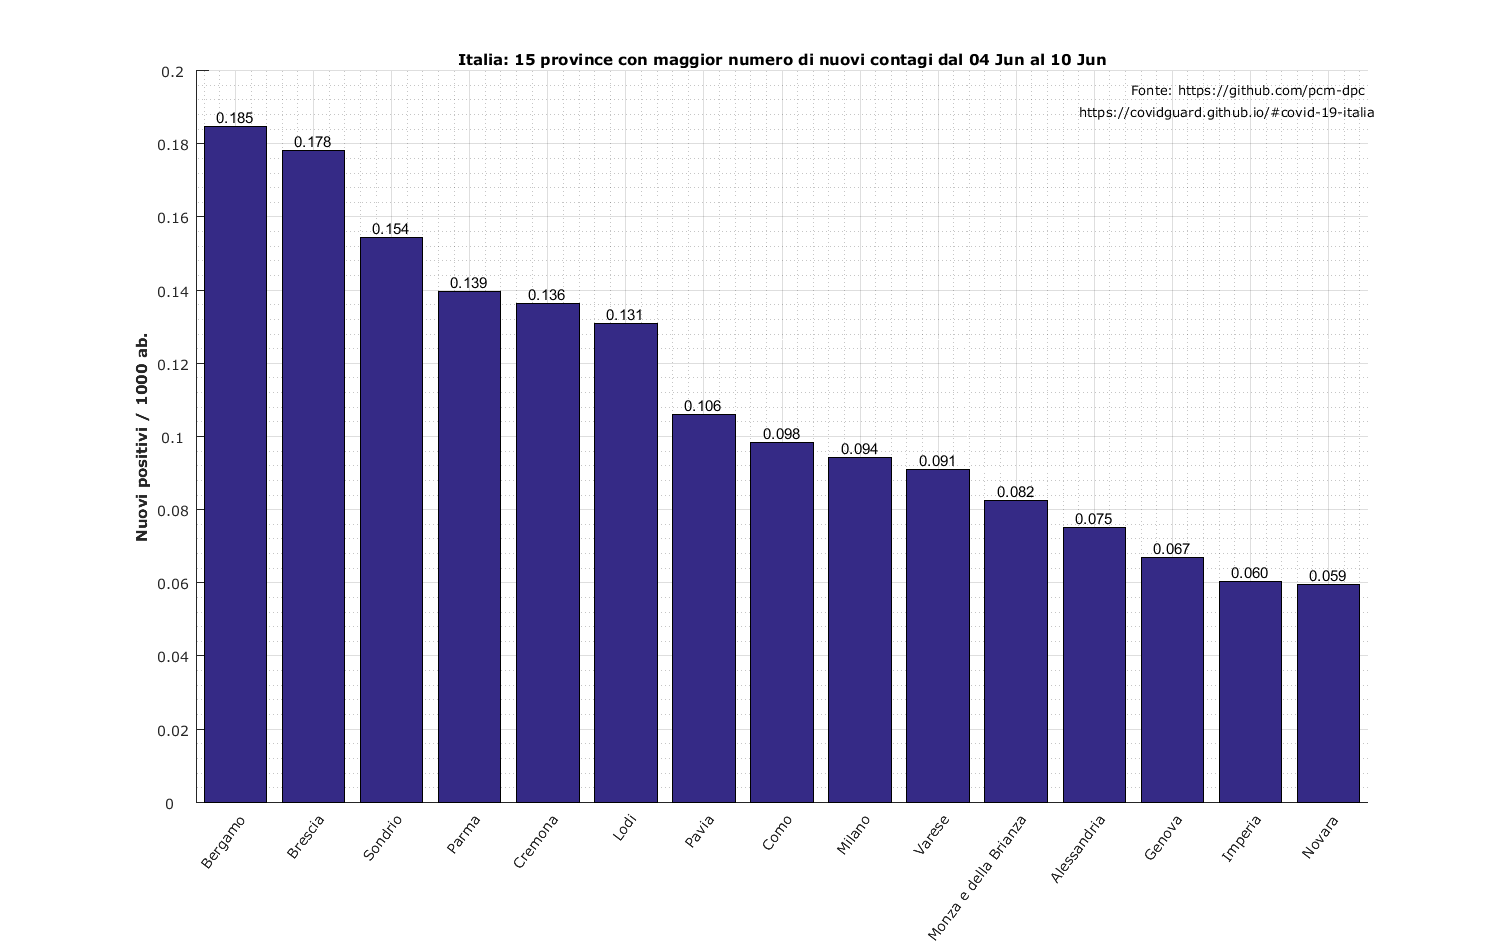 Italia: 15 province con maggior numero di nuovi contagi dal 04 Jun al 10 Jun
Fonte: https://github.com/pcm-dpc
https://covidguard.github.io/#covid-19-italia
Nuovi positivi / 1000 ab.
0.2
0.18
0.16
0.14
0.12
0.1
0.08
0.06
0.04
0.02
0
0.185
0.178
0.154
0.139
0.136
0.131
0.106
0.098
0.094
0.091
0.082
0.075
0.067
0.060
0.059
Bergamo
Brescia
Sondrio
Parma
Cremona
Lodi
Pavia
Como
Milano
Varese
Monza e della Brianza
Alessandria
Genova
Imperia
Novara